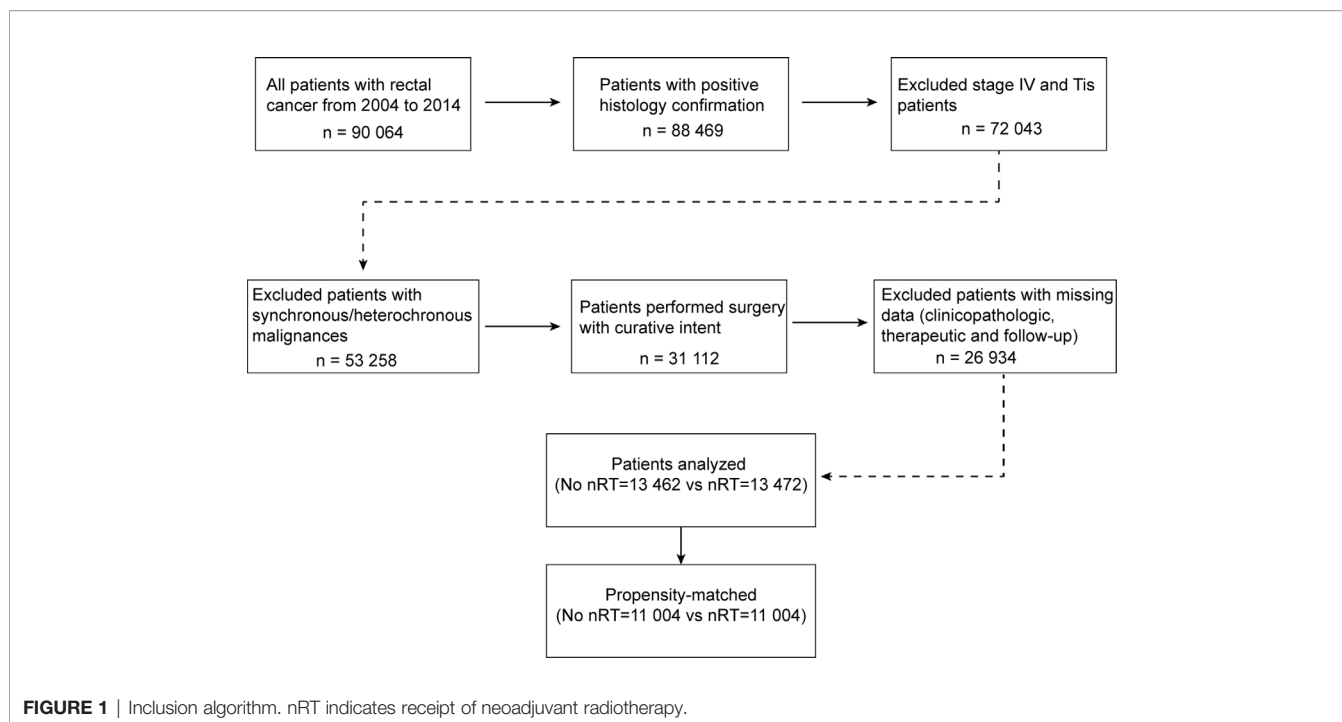 All patients with rectal
cancer from 2004 to 2014
n = 90 064
Patients with positive
histology confirmation
n = 88 469
Excluded stage IV and Tis
patients
n = 72 043
Excluded patients with
synchronous/heterochronous
malignances
n = 53 258
Patients performed surgery
with curative intent
n = 31 112
Excluded patients with missing
data (clinicopathologic,
therapeutic and follow-up)
n = 26 934
Patients analyzed
(No nRT=13 462 vs nRT=13 472)
Propensity-matched
(No nRT=11 004 vs nRT=11 004)
FIGURE 1 | Inclusion algorithm. nRT indicates receipt of neoadjuvant radiotherapy.